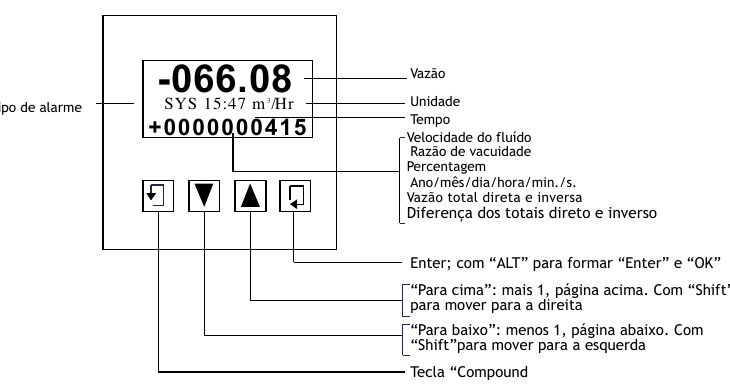 -066.08
SYS 15:47 m³/Hr
+0000000415
ipo de alarme
Vazão
Unidade
Tempo
Velocidade do fluído
Razão de vacuidade
Percentagem
Ano/mês/dia/hora/min./s.
Vazão total direta e inversa
Diferença dos totais direto e inverso
Enter; com “ALT” para formar “Enter” e “OK”
“Para cima”: mais 1, página acima. Com “Shift’
para mover para a direita
“Para baixo”: menos 1, página abaixo. Com
“Shift”para mover para a esquerda
Tecla “Compound